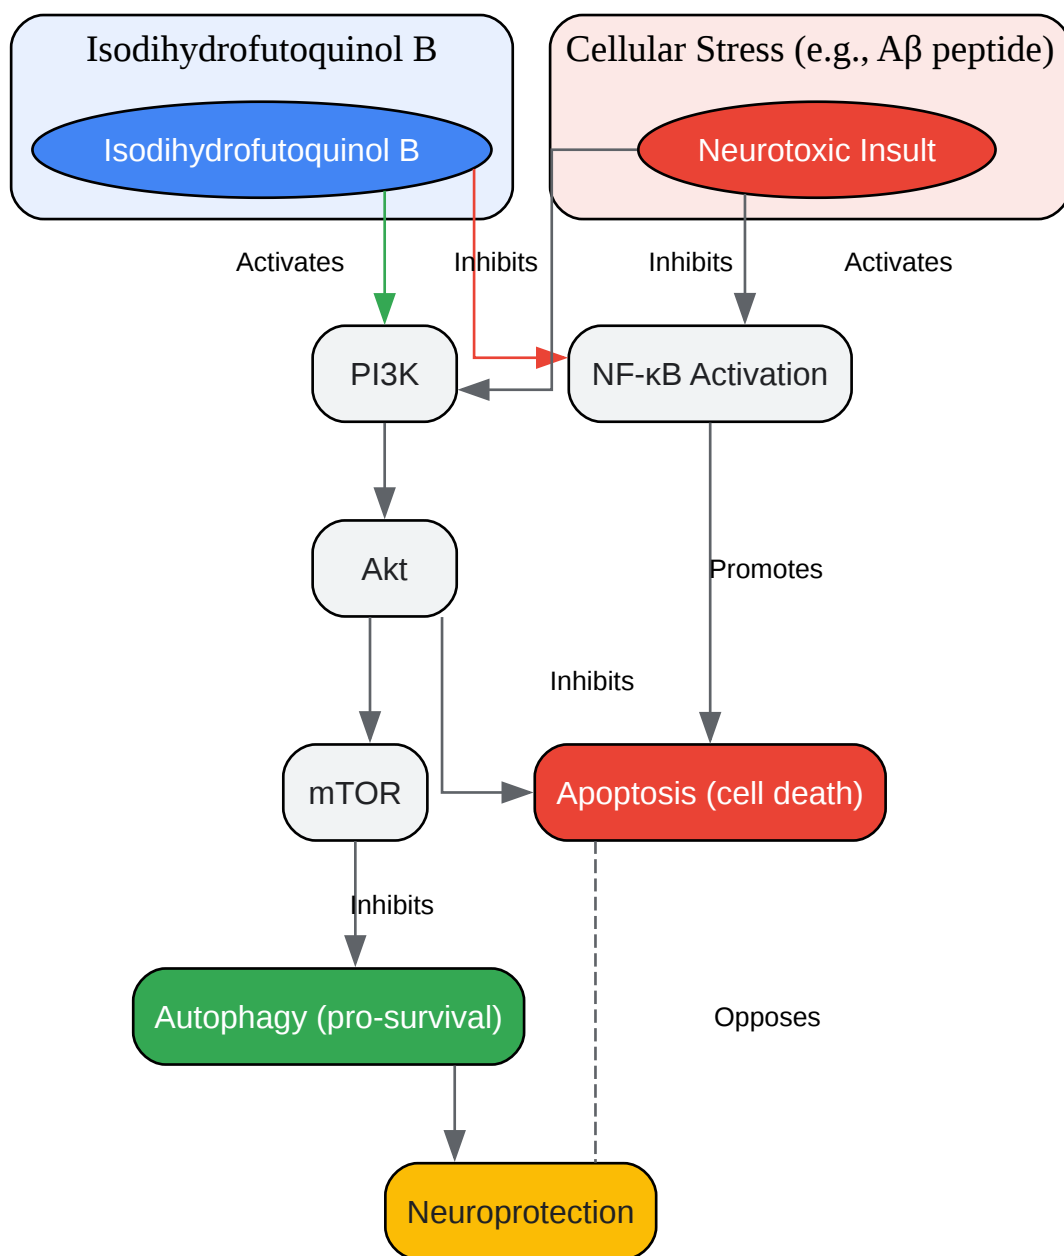 Isodihydrofutoquinol B
Cellular Stress (e.g., Aβ peptide)
Isodihydrofutoquinol B
Neurotoxic Insult
Activates
Inhibits
Inhibits
Activates
PI3K
NF-κB Activation
Akt
Promotes
Inhibits
mTOR
Apoptosis (cell death)
Inhibits
Autophagy (pro-survival)
Opposes
Neuroprotection